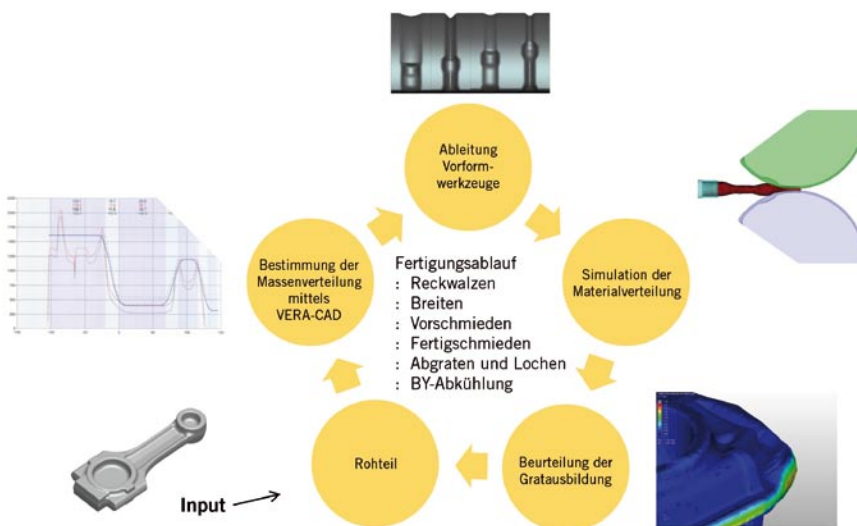 Ableitung
Vorform-
werkzeuge
Bestimmung der
Massenverteilung
mittels
VERA-CAD
Fertigungsablauf
: Reckwalzen
: Breiten
: Vorschmieden
: Fertigschmieden
: Abgraten und Lochen
: BY-Abkühlung
Simulation der
Materialverteilung
Rohteil
Beurteilung der
Gratausbildung
Input